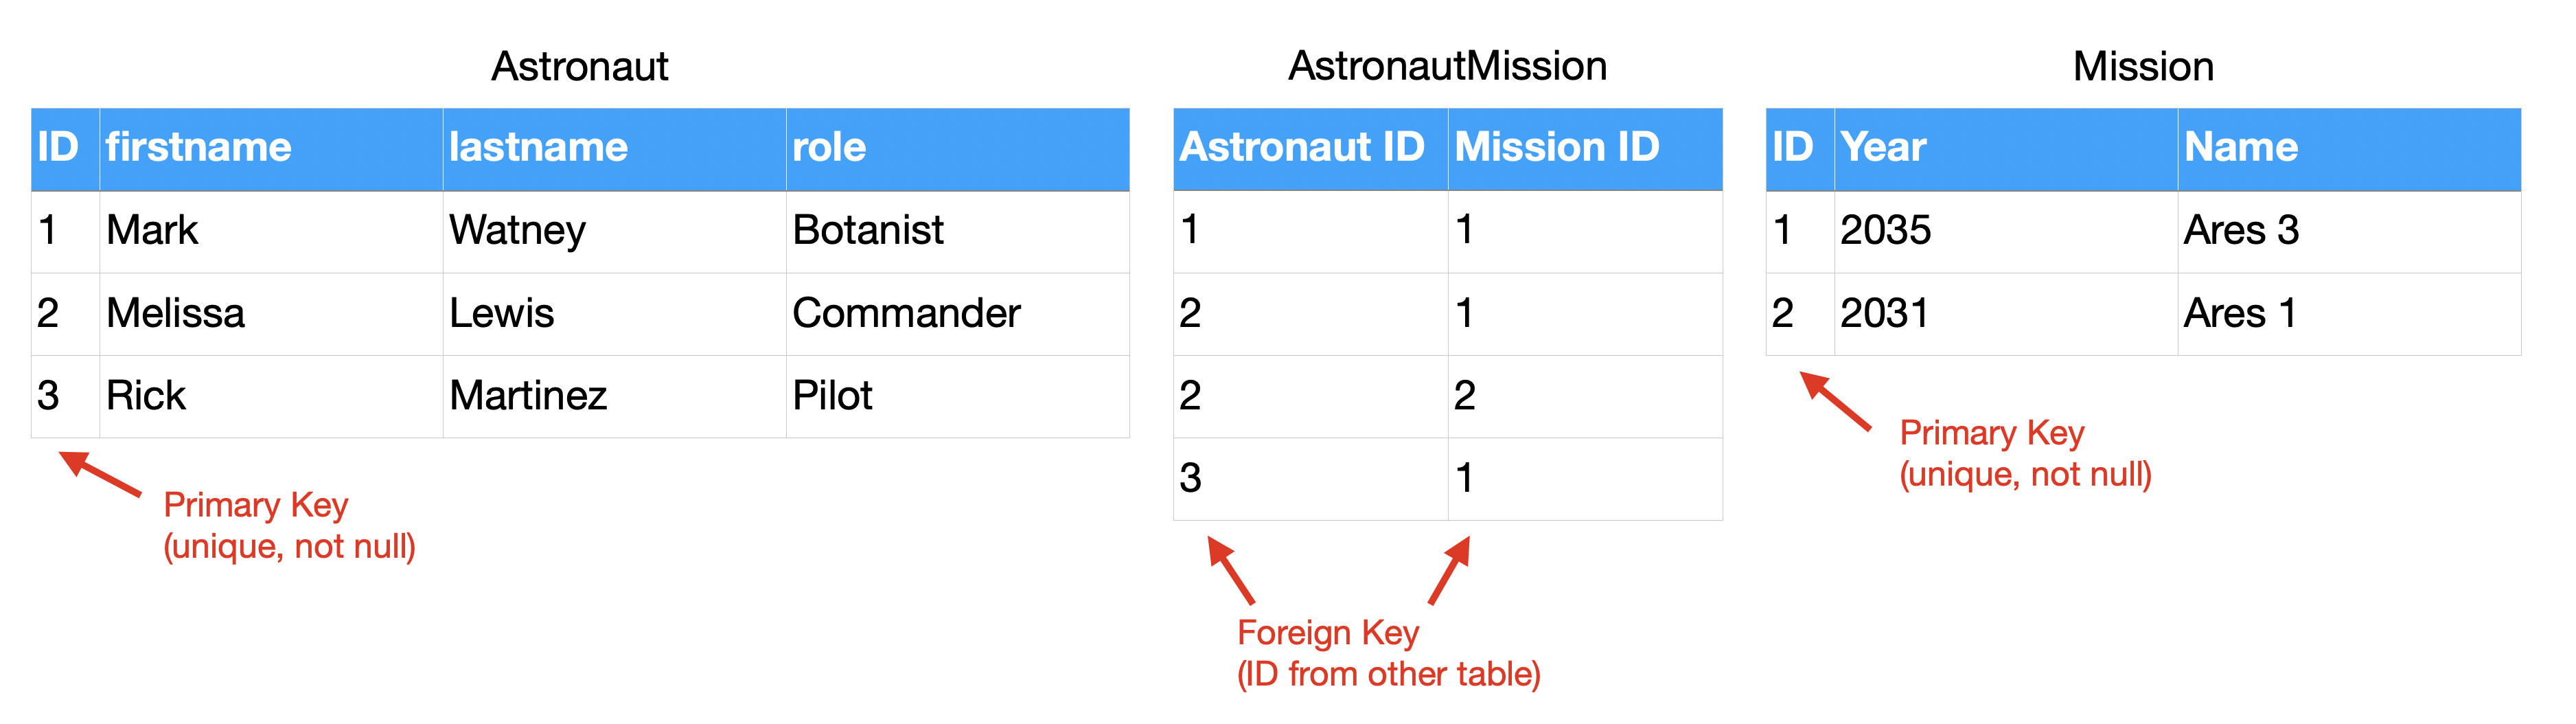 Astronaut
ID firstname lastname role
1 Mark Watney Botanist
2 Melissa Lewis Commander
3 Rick Martinez Pilot
Primary Key
(unique, not null)
AstronautMission
Astronaut ID Mission ID
1 1
2 1
2 2
3 1
Foreign Key
(ID from other table)
Mission
ID Year Name
1 2035 Ares 3
2 2031 Ares 1
Primary Key
(unique, not null)